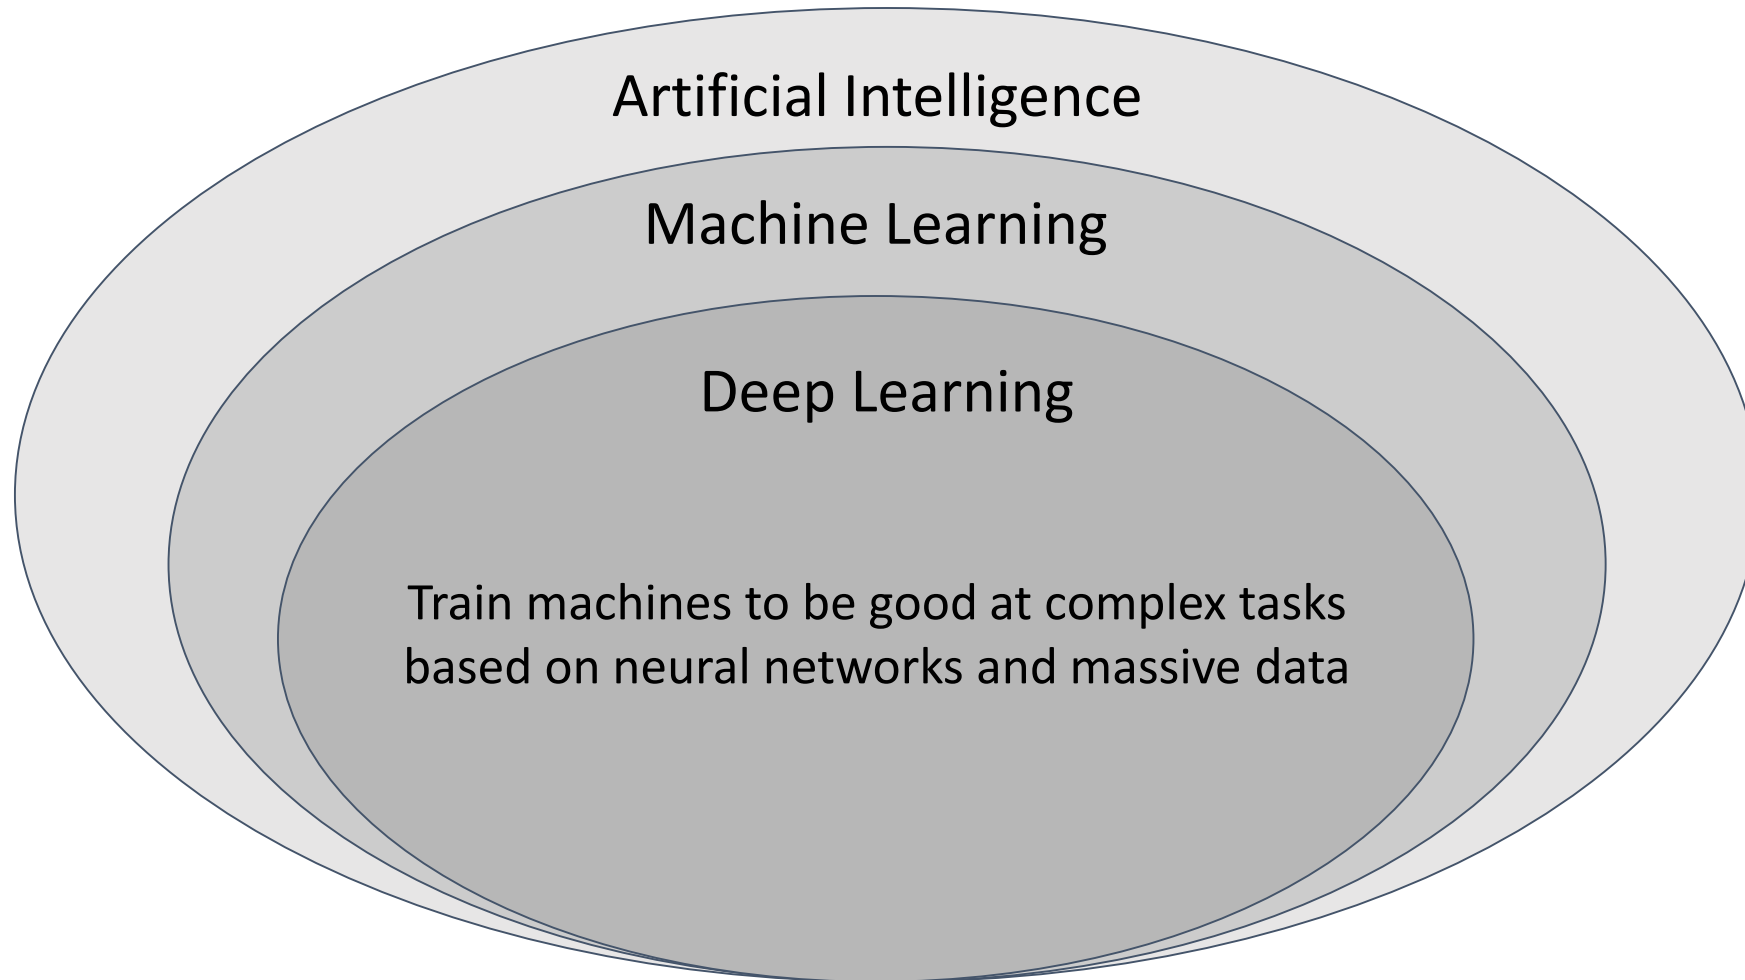 Artificial Intelligence
Machine Learning
Deep Learning
Train machines to be good at complex tasks
based on neural networks and massive data